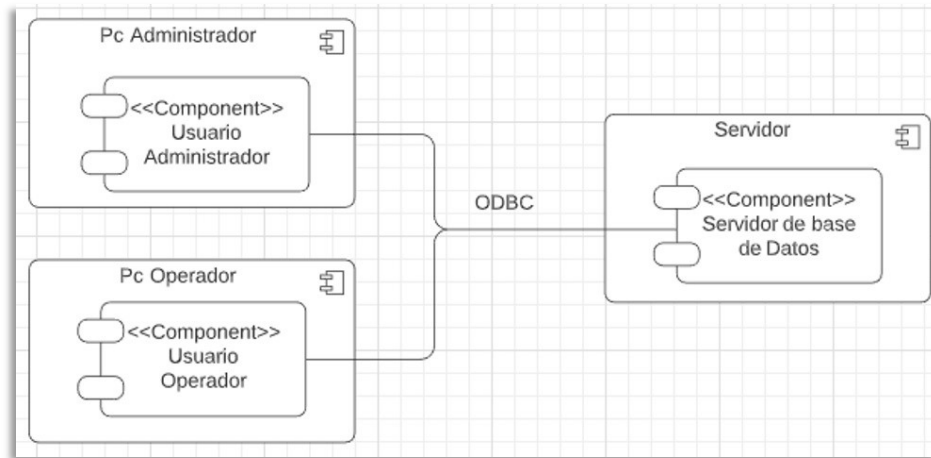 Pc Administrador
<<Component>>
Usuario
Administrador
Servidor
<<Component>>
Servidor de base
de Datos
ODBC
Pc Operador
<<Component>>
Usuario
Operador